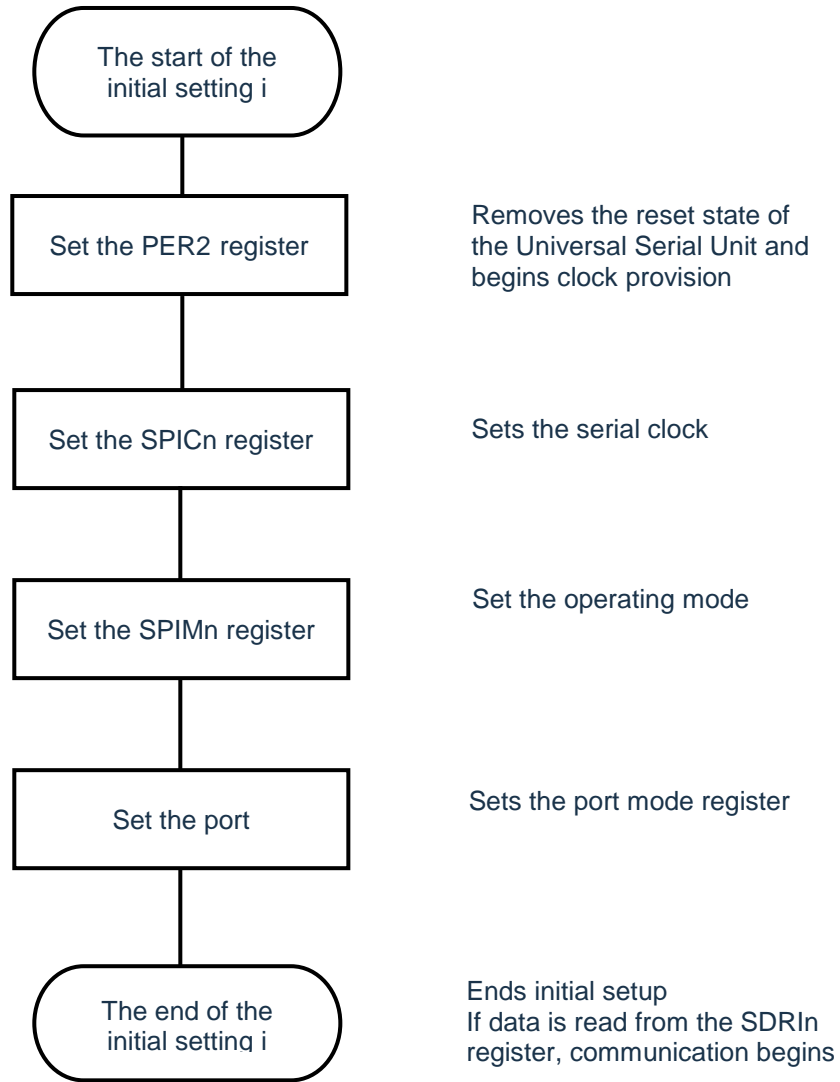 The start of the
initial setting i
Set the PER2 register
Removes the reset state of
the Universal Serial Unit and
begins clock provision
Set the SPICn register
Sets the serial clock
Set the SPIMn register
Set the operating mode
Set the port
Sets the port mode register
The end of the
initial setting i
Ends initial setup
If data is read from the SDRIn
register, communication begins